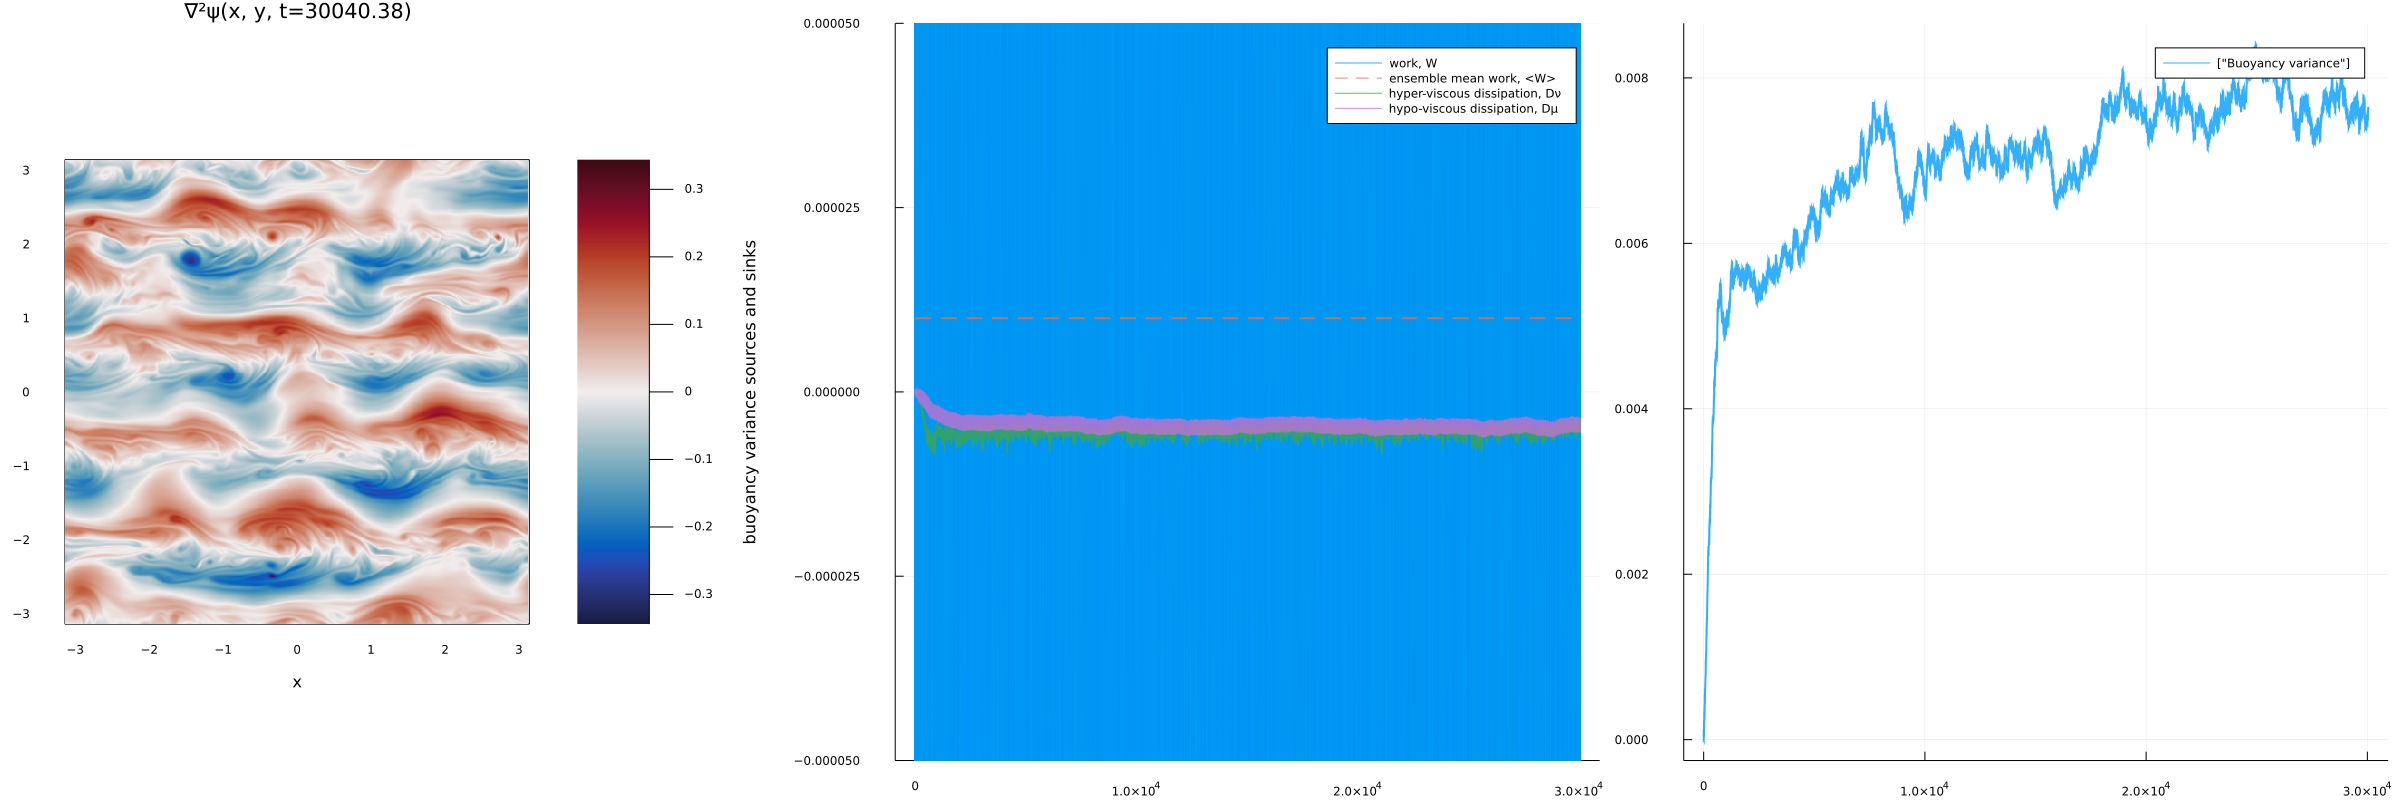 ∇²ψ(x, y, t=30040.38)
3
2
1
0
−1
−2
−3
−3 −2 −1 0 1 2 3
x
0.3
0.2
0.1
0
−0.1
−0.2
−0.3
buoyancy variance sources and sinks
0.000050
0.000025
0.000000
−0.000025
−0.000050
0 1.0×10⁴ 2.0×10⁴ 3.0×10⁴
work, W
ensemble mean work, <W>
hyper-viscous dissipation, Dν
hypo-viscous dissipation, Dμ
0.008
0.006
0.004
0.002
0.000
0 1.0×10⁴ 2.0×10⁴ 3.0×10⁴
["Buoyancy variance"]